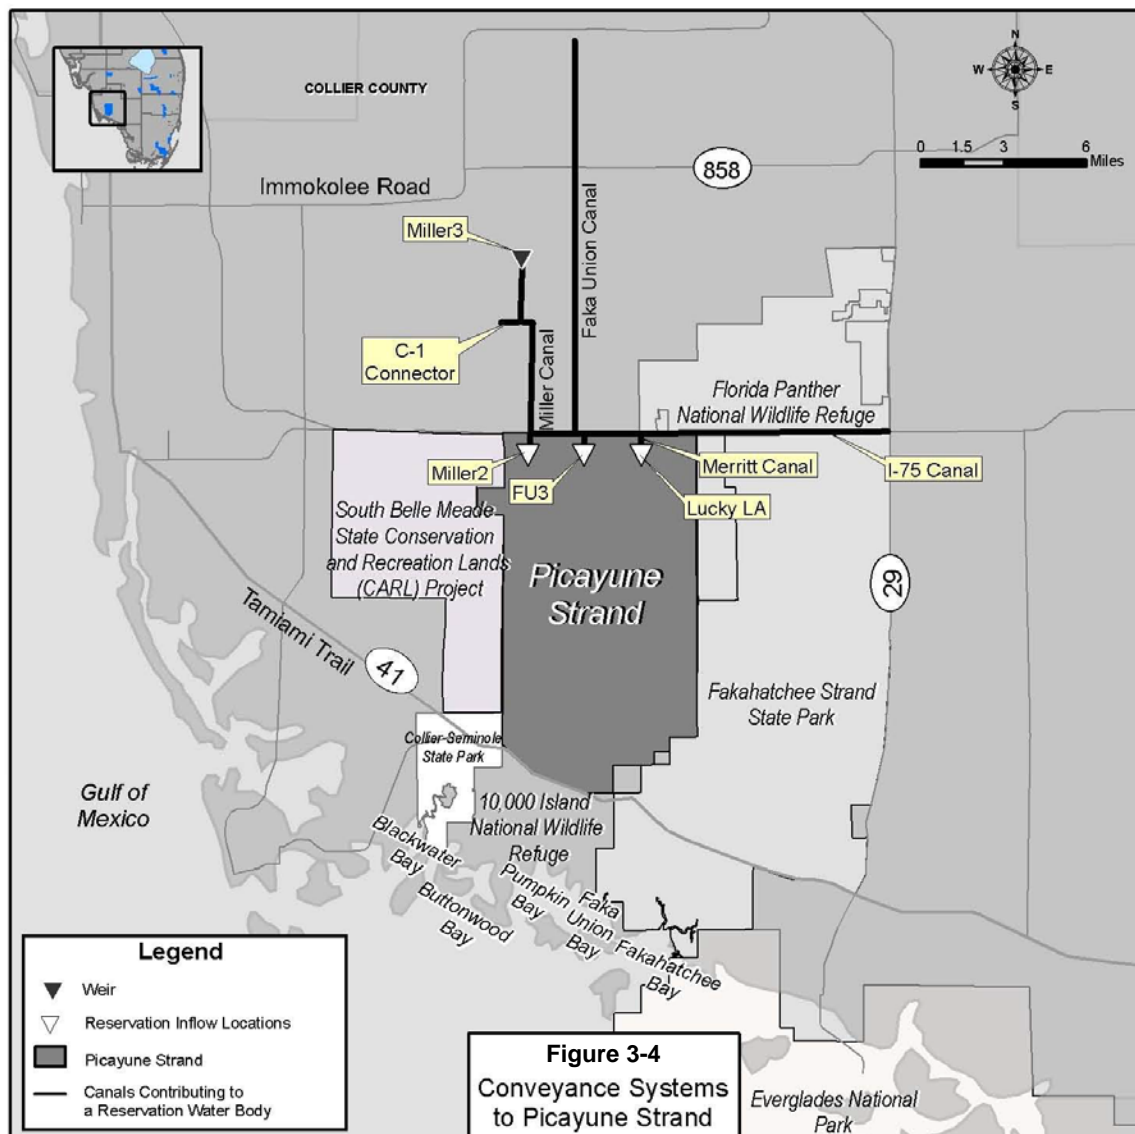 COLLIER COUNTY
N
W
E
S
0
1.5
3
6
Miles
858
Immokolee Road
Miller3
Faka Union Canal
C-1
Connector
Miller Canal
Florida Panther
National Wildlife Refuge
Miller2
FU3
Merritt Canal
I-75 Canal
Lucky LA
South Belle Meade
State Conservation
and Recreation Lands
(CARL) Project
Picayune
Strand
29
Tamiami Trail
41
Fakahatchee Strand
State Park
Collier-Seminole
State Park
Gulf of
Mexico
10,000 Island
National Wildlife
Refuge
Blackwater
Bay
Buttonwood
Bay
Pumpkin
Bay
Faka
Union
Bay
Fakahatchee
Bay
Legend
Weir
Reservation Inflow Locations
Picayune Strand
Canals Contributing to
a Reservation Water Body
Figure 3-4
Conveyance Systems
to Picayune Strand
Everglades National
Park